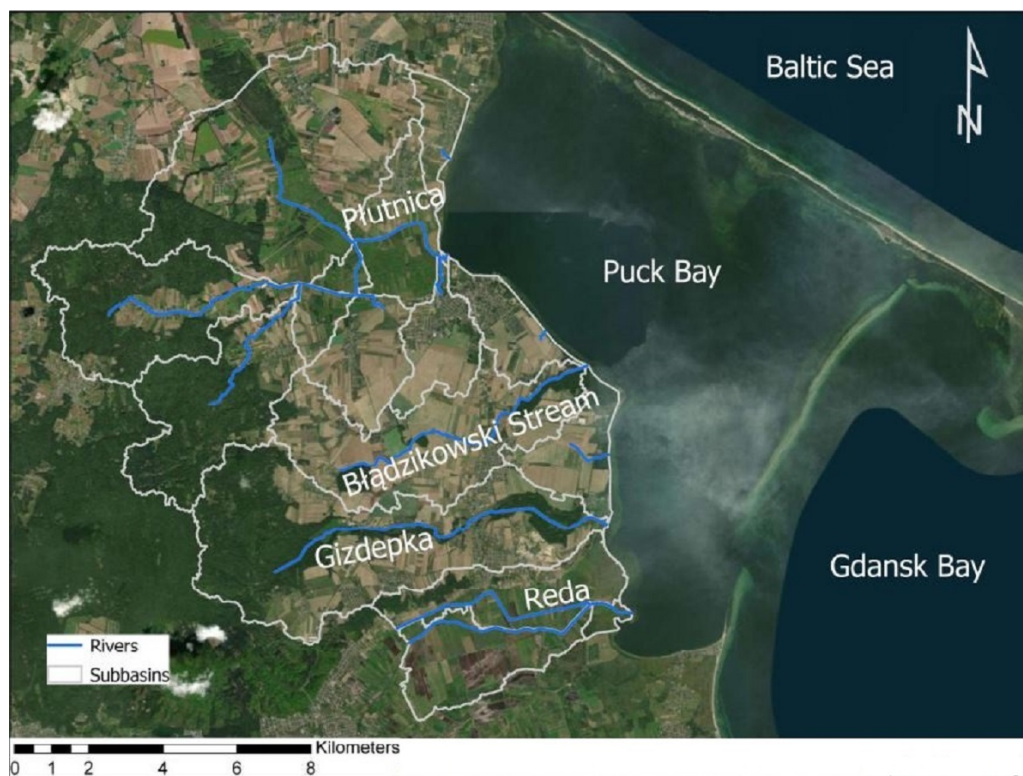 Baltic Sea
N
Płutnica
Puck Bay
Błądzikowski Stream
Gizdepka
Reda
Gdansk Bay
Rivers
Subbasins
Kilometers
0 1 2 4 6 8